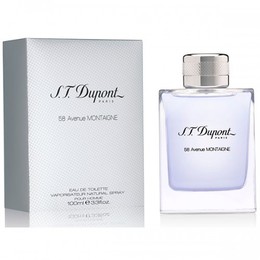 S.T. Dupont
PARIS
58 Avenue MONTAIGNE
EAU DE TOILETTE
VAPORISATEUR NATURAL SPRAY
POUR HOMME
100ml℮3.3fl.oz.
S.T. Dupont
PARIS
58 Avenue MONTAIGNE